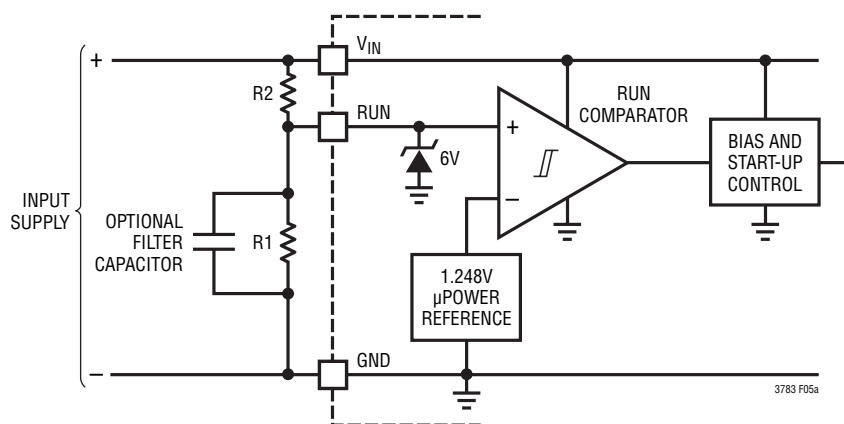 +
V_IN
R2
RUN
RUN
COMPARATOR
+
6V
BIAS AND
START-UP
CONTROL
INPUT
SUPPLY
OPTIONAL
FILTER
CAPACITOR
R1
–
1.248V
µPOWER
REFERENCE
–
GND
3783 F05a